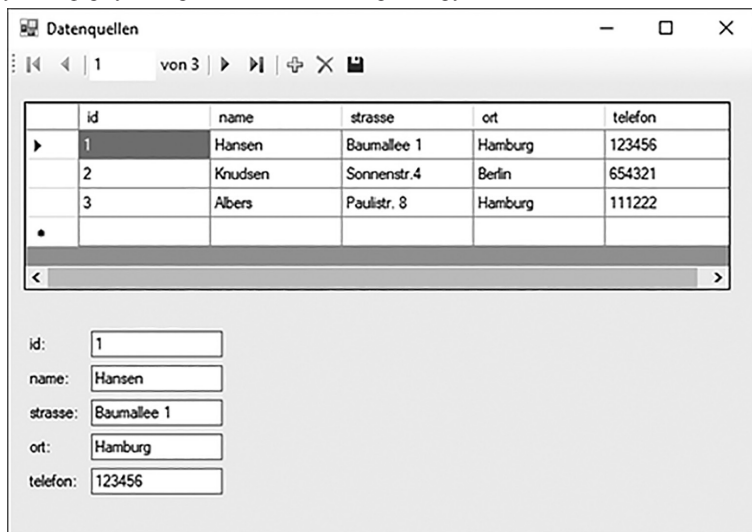 Datenquellen
1 von 3
id name strasse ort telefon
1 Hansen Baumallee 1 Hamburg 123456
2 Knudsen Sonnenstr.4 Berlin 654321
3 Albers Paulistr. 8 Hamburg 111222
id: 1
name: Hansen
strasse: Baumallee 1
ort: Hamburg
telefon: 123456